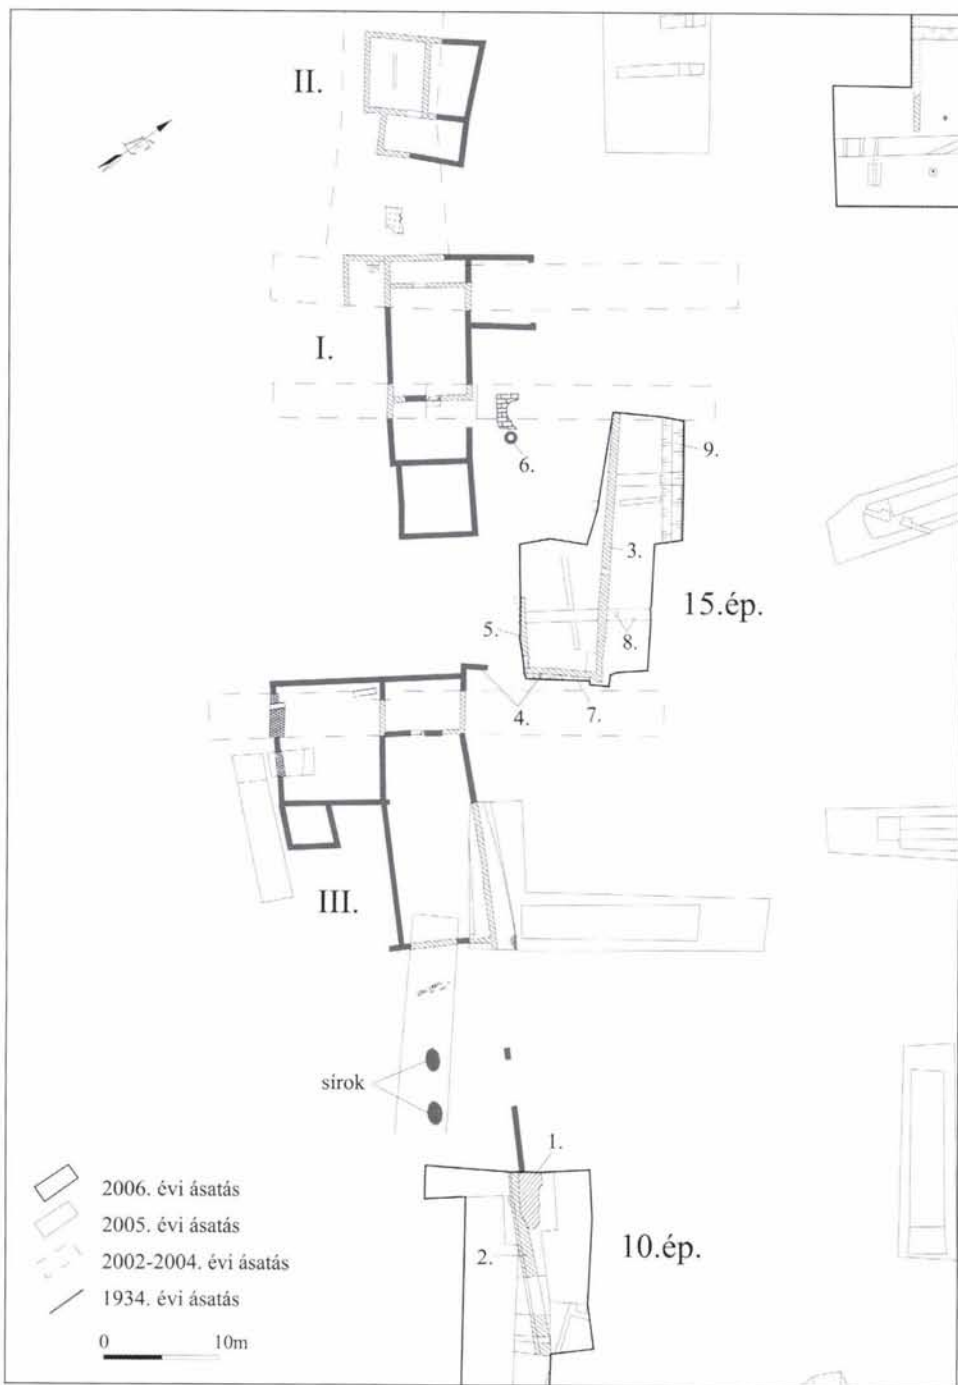 II.
I.
6.
9.
3.
15.ép.
5.
8.
4.
7.
III.
sírok
1.
2.
10.ép.
2006. évi ásatás
2005. évi ásatás
2002-2004. évi ásatás
1934. évi ásatás
0 10m